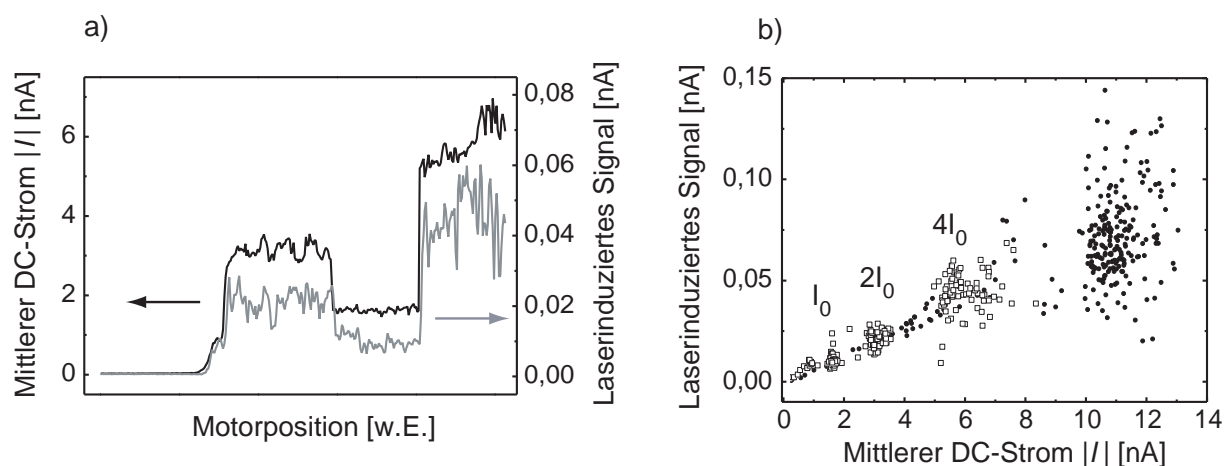 a)
Mittlerer DC-Strom |I| [nA]
6
4
2
0
0,08
0,06
0,04
0,02
0,00
Laserinduziertes Signal [nA]
Motorposition [w.E.]
b)
Laserinduziertes Signal [nA]
0,15
0,10
0,05
0,00
I₀
2I₀
4I₀
0 2 4 6 8 10 12 14
Mittlerer DC-Strom |I| [nA]